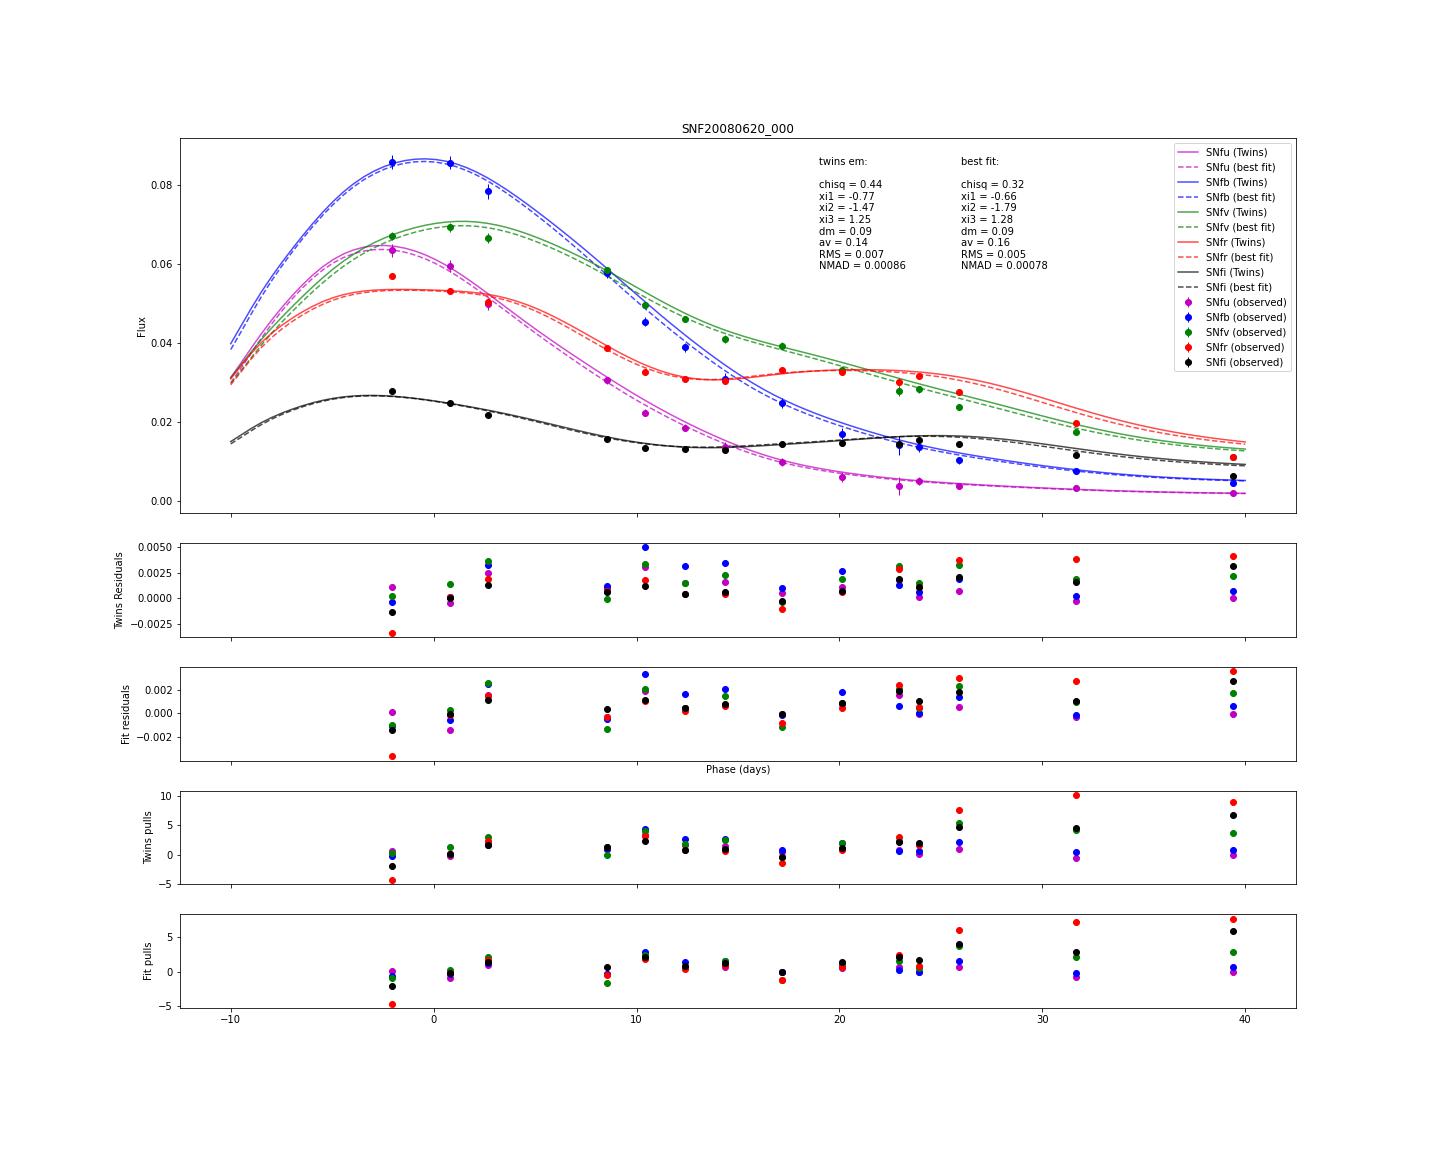 SNF20080620_000
Flux
0.08
0.06
0.04
0.02
0.00
twins em:
chisq = 0.44
xi1 = -0.77
xi2 = -1.47
xi3 = 1.25
dm = 0.09
av = 0.14
RMS = 0.007
NMAD = 0.00086
best fit:
chisq = 0.32
xi1 = -0.66
xi2 = -1.79
xi3 = 1.28
dm = 0.09
av = 0.16
RMS = 0.005
NMAD = 0.00078
SNfu (Twins)
SNfu (best fit)
SNfb (Twins)
SNfb (best fit)
SNfv (Twins)
SNfv (best fit)
SNfr (Twins)
SNfr (best fit)
SNfi (Twins)
SNfi (best fit)
SNfu (observed)
SNfb (observed)
SNfv (observed)
SNfr (observed)
SNfi (observed)
Twins Residuals
0.0050
0.0025
0.0000
−0.0025
Fit residuals
0.002
0.000
−0.002
Phase (days)
Twins pulls
10
5
0
−5
Fit pulls
5
0
−5
−10
0
10
20
30
40